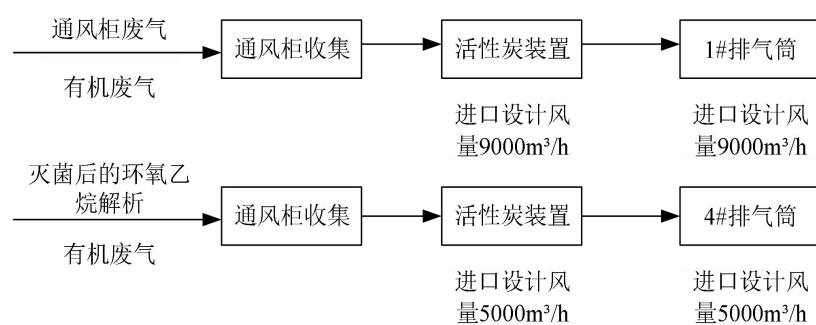 通风柜废气
有机废气
通风柜收集
活性炭装置
1#排气筒
进口设计风
量9000m³/h
进口设计风
量9000m³/h
灭菌后的环氧乙
烷解析
有机废气
通风柜收集
活性炭装置
4#排气筒
进口设计风
量5000m³/h
进口设计风
量5000m³/h